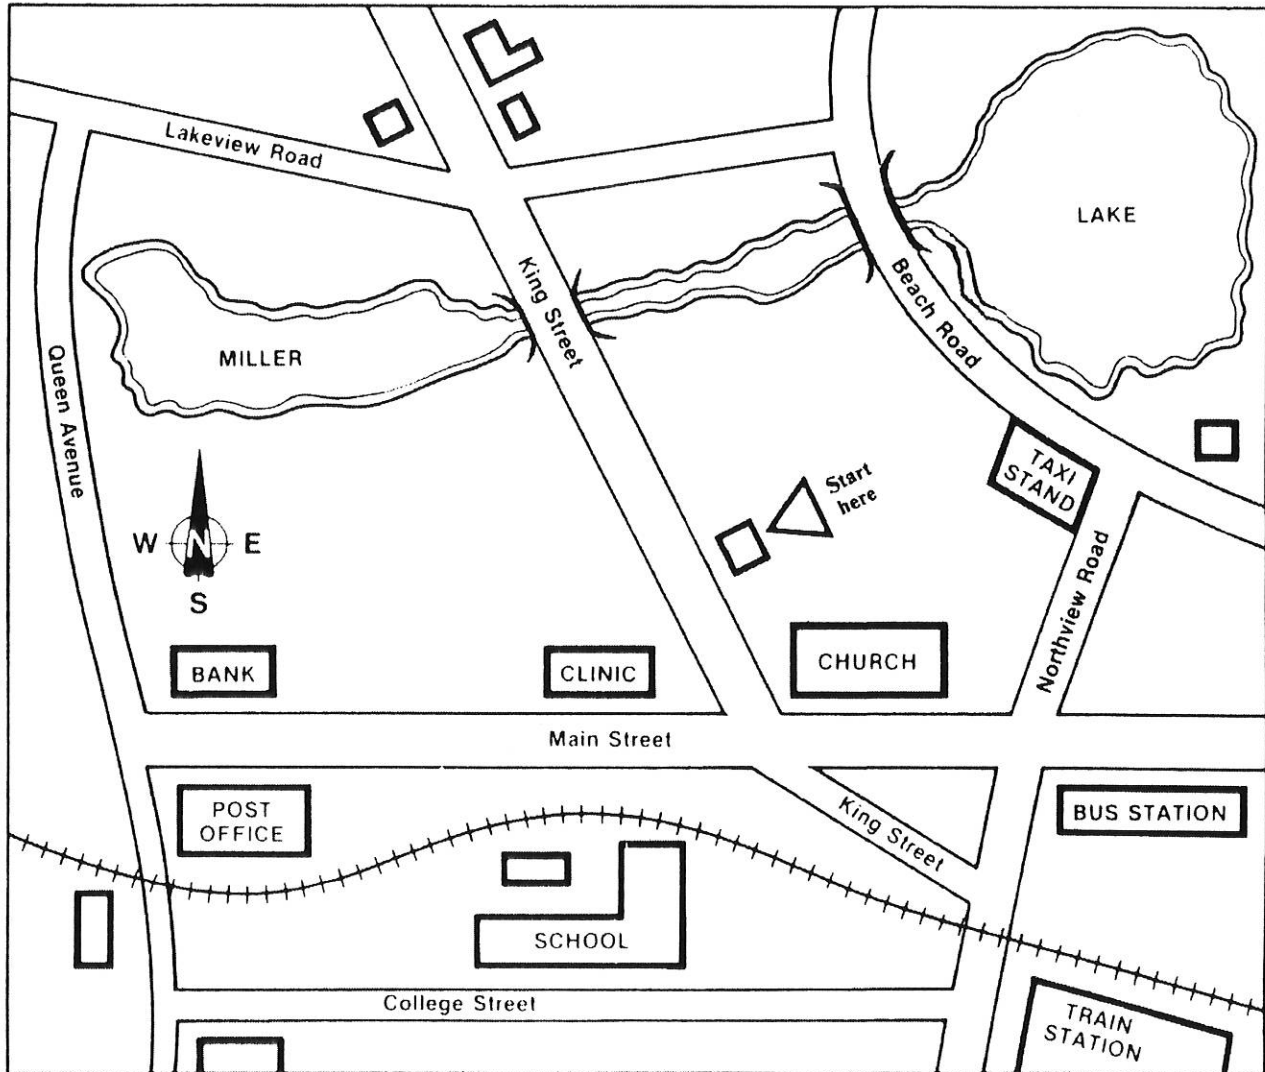 Lakeview Road
LAKE
King Street
Beach Road
MILLER
Queen Avenue
TAXI
STAND
Start
here
N
W
E
S
Northview Road
BANK
CLINIC
CHURCH
Main Street
POST
OFFICE
King Street
BUS STATION
SCHOOL
College Street
TRAIN
STATION